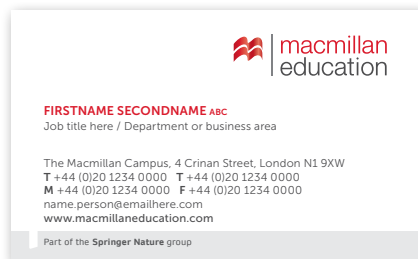 macmillan
education
FIRSTNAME SECONDNAME ABC
Job title here / Department or business area
The Macmillan Campus, 4 Crinan Street, London N1 9XW
T +44 (0)20 1234 0000 T +44 (0)20 1234 0000
M +44 (0)20 1234 0000 F +44 (0)20 1234 0000
name.person@emailhere.com
www.macmillaneducation.com
Part of the Springer Nature group